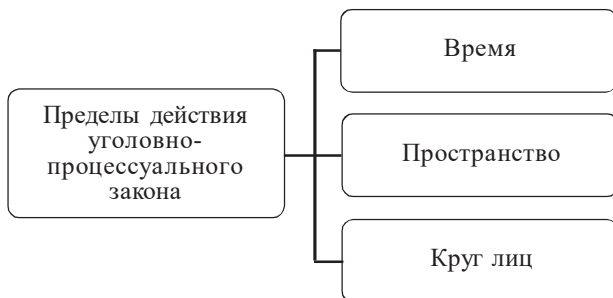 Пределы действия
уголовно-
процессуального
закона
Время
Пространство
Круг лиц